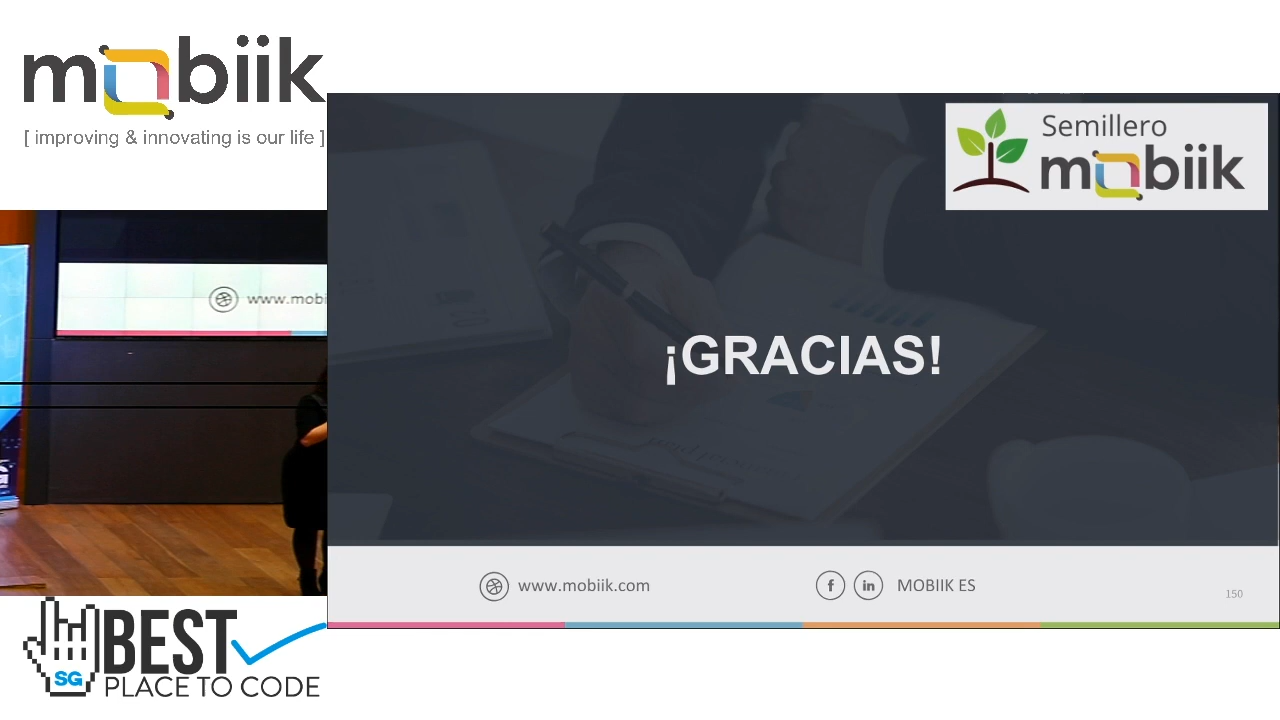 mobiik
[ improving & innovating is our life ]
Semillero
mobiik
www.mobi
¡GRACIAS!
www.mobiik.com
MOBIIK ES
150
SG
BEST
PLACE TO CODE